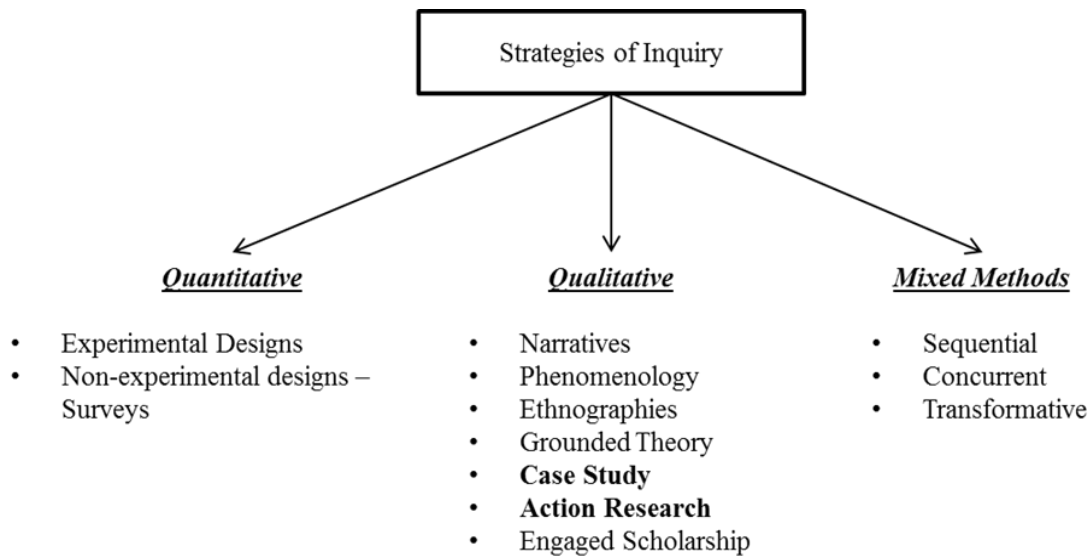 Strategies of Inquiry
Quantitative
• Experimental Designs
• Non-experimental designs –
Surveys
Qualitative
• Narratives
• Phenomenology
• Ethnographies
• Grounded Theory
• Case Study
• Action Research
• Engaged Scholarship
Mixed Methods
• Sequential
• Concurrent
• Transformative